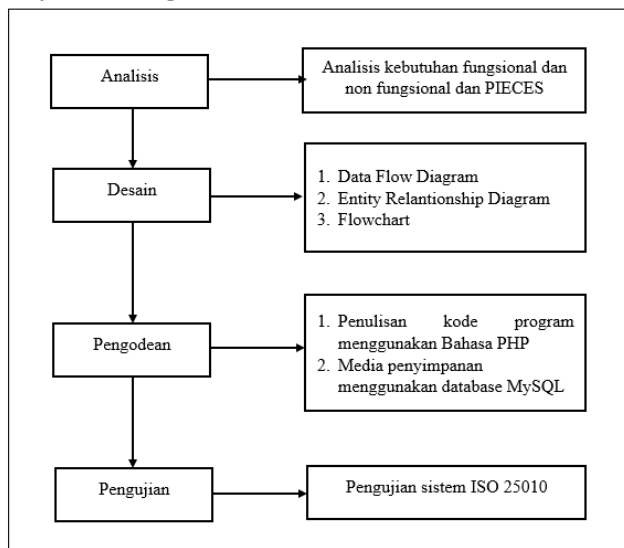 Analisis
Analisis kebutuhan fungsional dan
non fungsional dan PIECES
Desain
1. Data Flow Diagram
2. Entity Relantionship Diagram
3. Flowchart
Pengodean
1. Penulisan kode program
menggunakan Bahasa PHP
2. Media penyimpanan
menggunakan database MySQL
Pengujian
Pengujian sistem ISO 25010